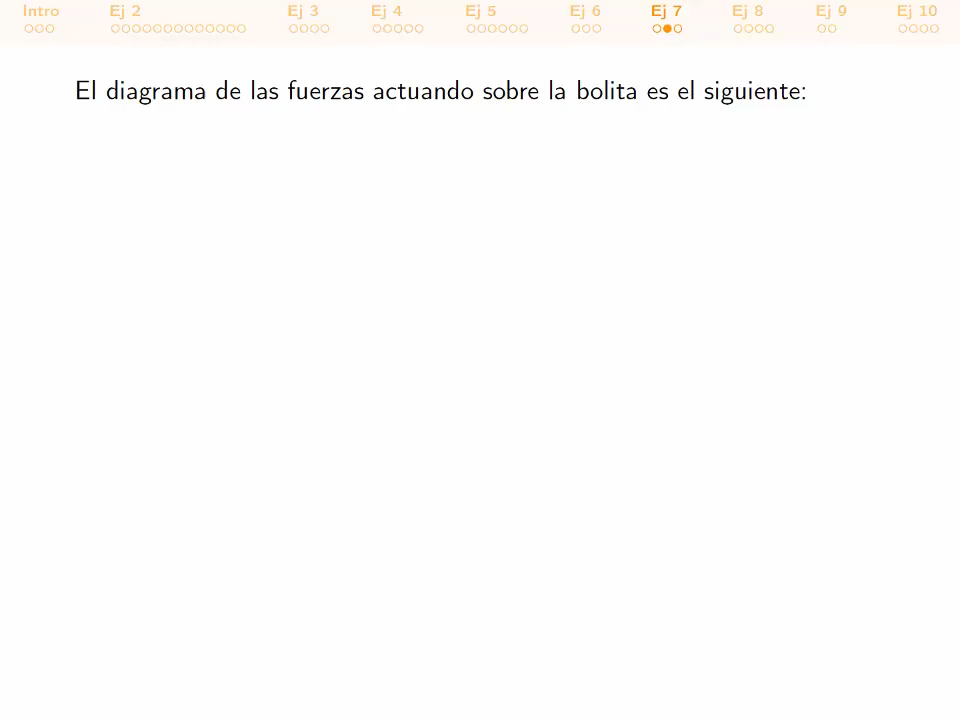 Intro Ej 2 Ej 3 Ej 4 Ej 5 Ej 6 Ej 7 Ej 8 Ej 9 Ej 10
El diagrama de las fuerzas actuando sobre la bolita es el siguiente: